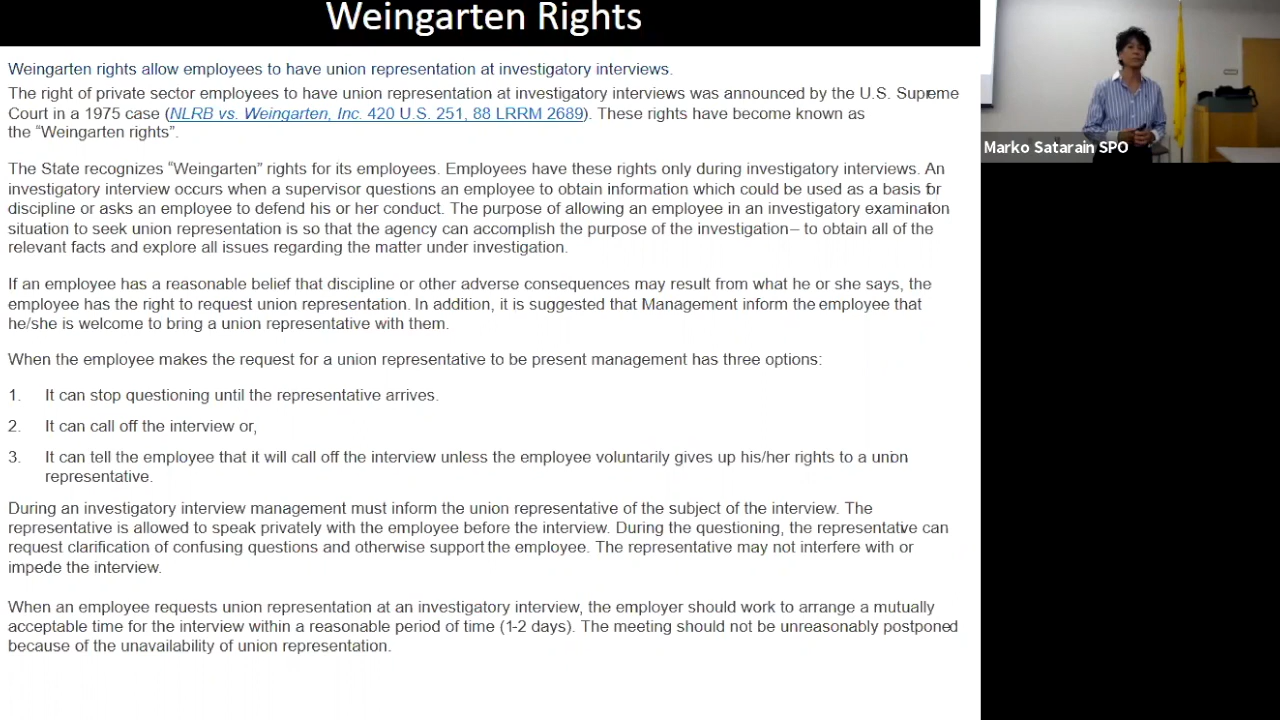 Weingarten Rights
Weingarten rights allow employees to have union representation at investigatory interviews.
The right of private sector employees to have union representation at investigatory interviews was announced by the U.S. Supreme
Court in a 1975 case (NLRB vs. Weingarten, Inc. 420 U.S. 251, 88 LRRM 2689). These rights have become known as
the “Weingarten rights”.
The State recognizes “Weingarten” rights for its employees. Employees have these rights only during investigatory interviews. An
investigatory interview occurs when a supervisor questions an employee to obtain information which could be used as a basis for
discipline or asks an employee to defend his or her conduct. The purpose of allowing an employee in an investigatory examination
situation to seek union representation is so that the agency can accomplish the purpose of the investigation– to obtain all of the
relevant facts and explore all issues regarding the matter under investigation.
If an employee has a reasonable belief that discipline or other adverse consequences may result from what he or she says, the
employee has the right to request union representation. In addition, it is suggested that Management inform the employee that
he/she is welcome to bring a union representative with them.
When the employee makes the request for a union representative to be present management has three options:
1. It can stop questioning until the representative arrives.
2. It can call off the interview or,
3. It can tell the employee that it will call off the interview unless the employee voluntarily gives up his/her rights to a union
representative.
During an investigatory interview management must inform the union representative of the subject of the interview. The
representative is allowed to speak privately with the employee before the interview. During the questioning, the representative can
request clarification of confusing questions and otherwise support the employee. The representative may not interfere with or
impede the interview.
When an employee requests union representation at an investigatory interview, the employer should work to arrange a mutually
acceptable time for the interview within a reasonable period of time (1-2 days). The meeting should not be unreasonably postponed
because of the unavailability of union representation.
Marko Satarain SPO